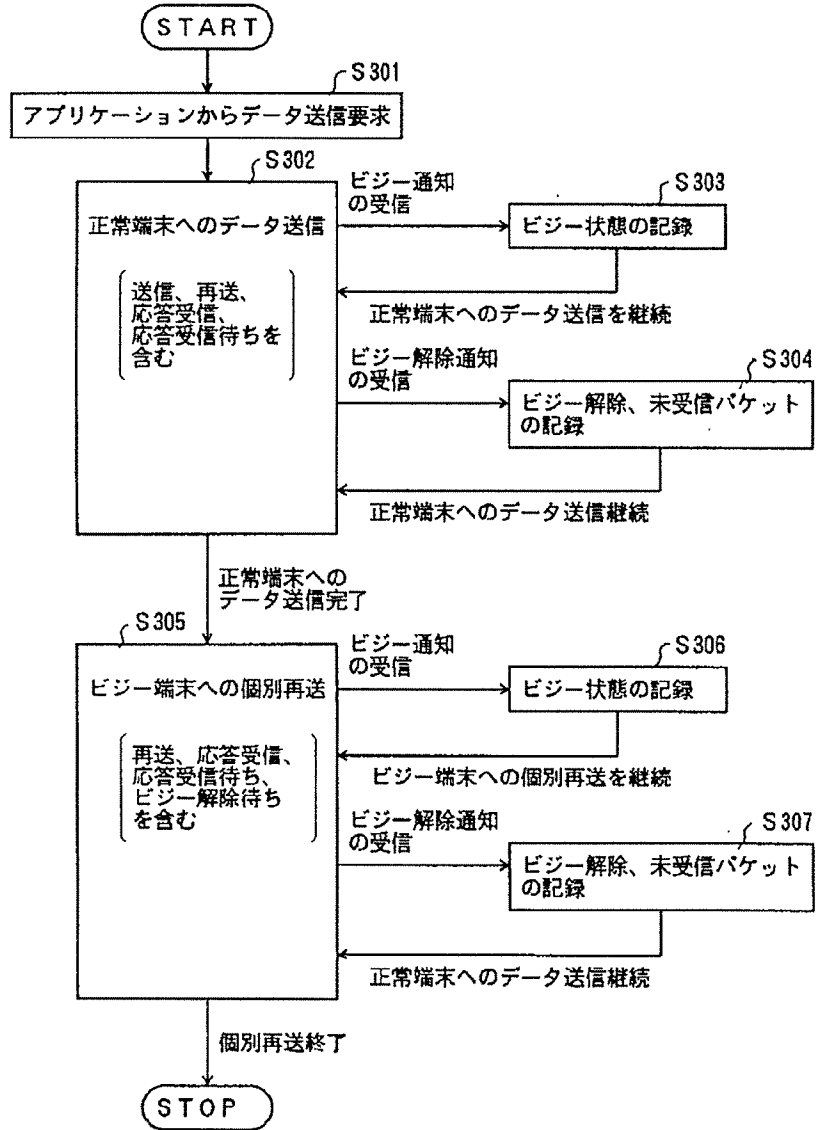 START
S301
アプリケーションからデータ送信要求
S302
正常端末へのデータ送信
送信、再送、
応答受信、
応答受信待ちを
含む
ビジー通知
の受信
S303
ビジー状態の記録
正常端末へのデータ送信を継続
ビジー解除通知
の受信
S304
ビジー解除、未受信パケット
の記録
正常端末へのデータ送信継続
正常端末への
データ送信完了
S305
ビジー端末への個別再送
再送、応答受信、
応答受信待ち、
ビジー解除待ち
を含む
ビジー通知
の受信
S306
ビジー状態の記録
ビジー端末への個別再送を継続
ビジー解除通知
の受信
S307
ビジー解除、未受信パケット
の記録
正常端末へのデータ送信継続
個別再送終了
STOP